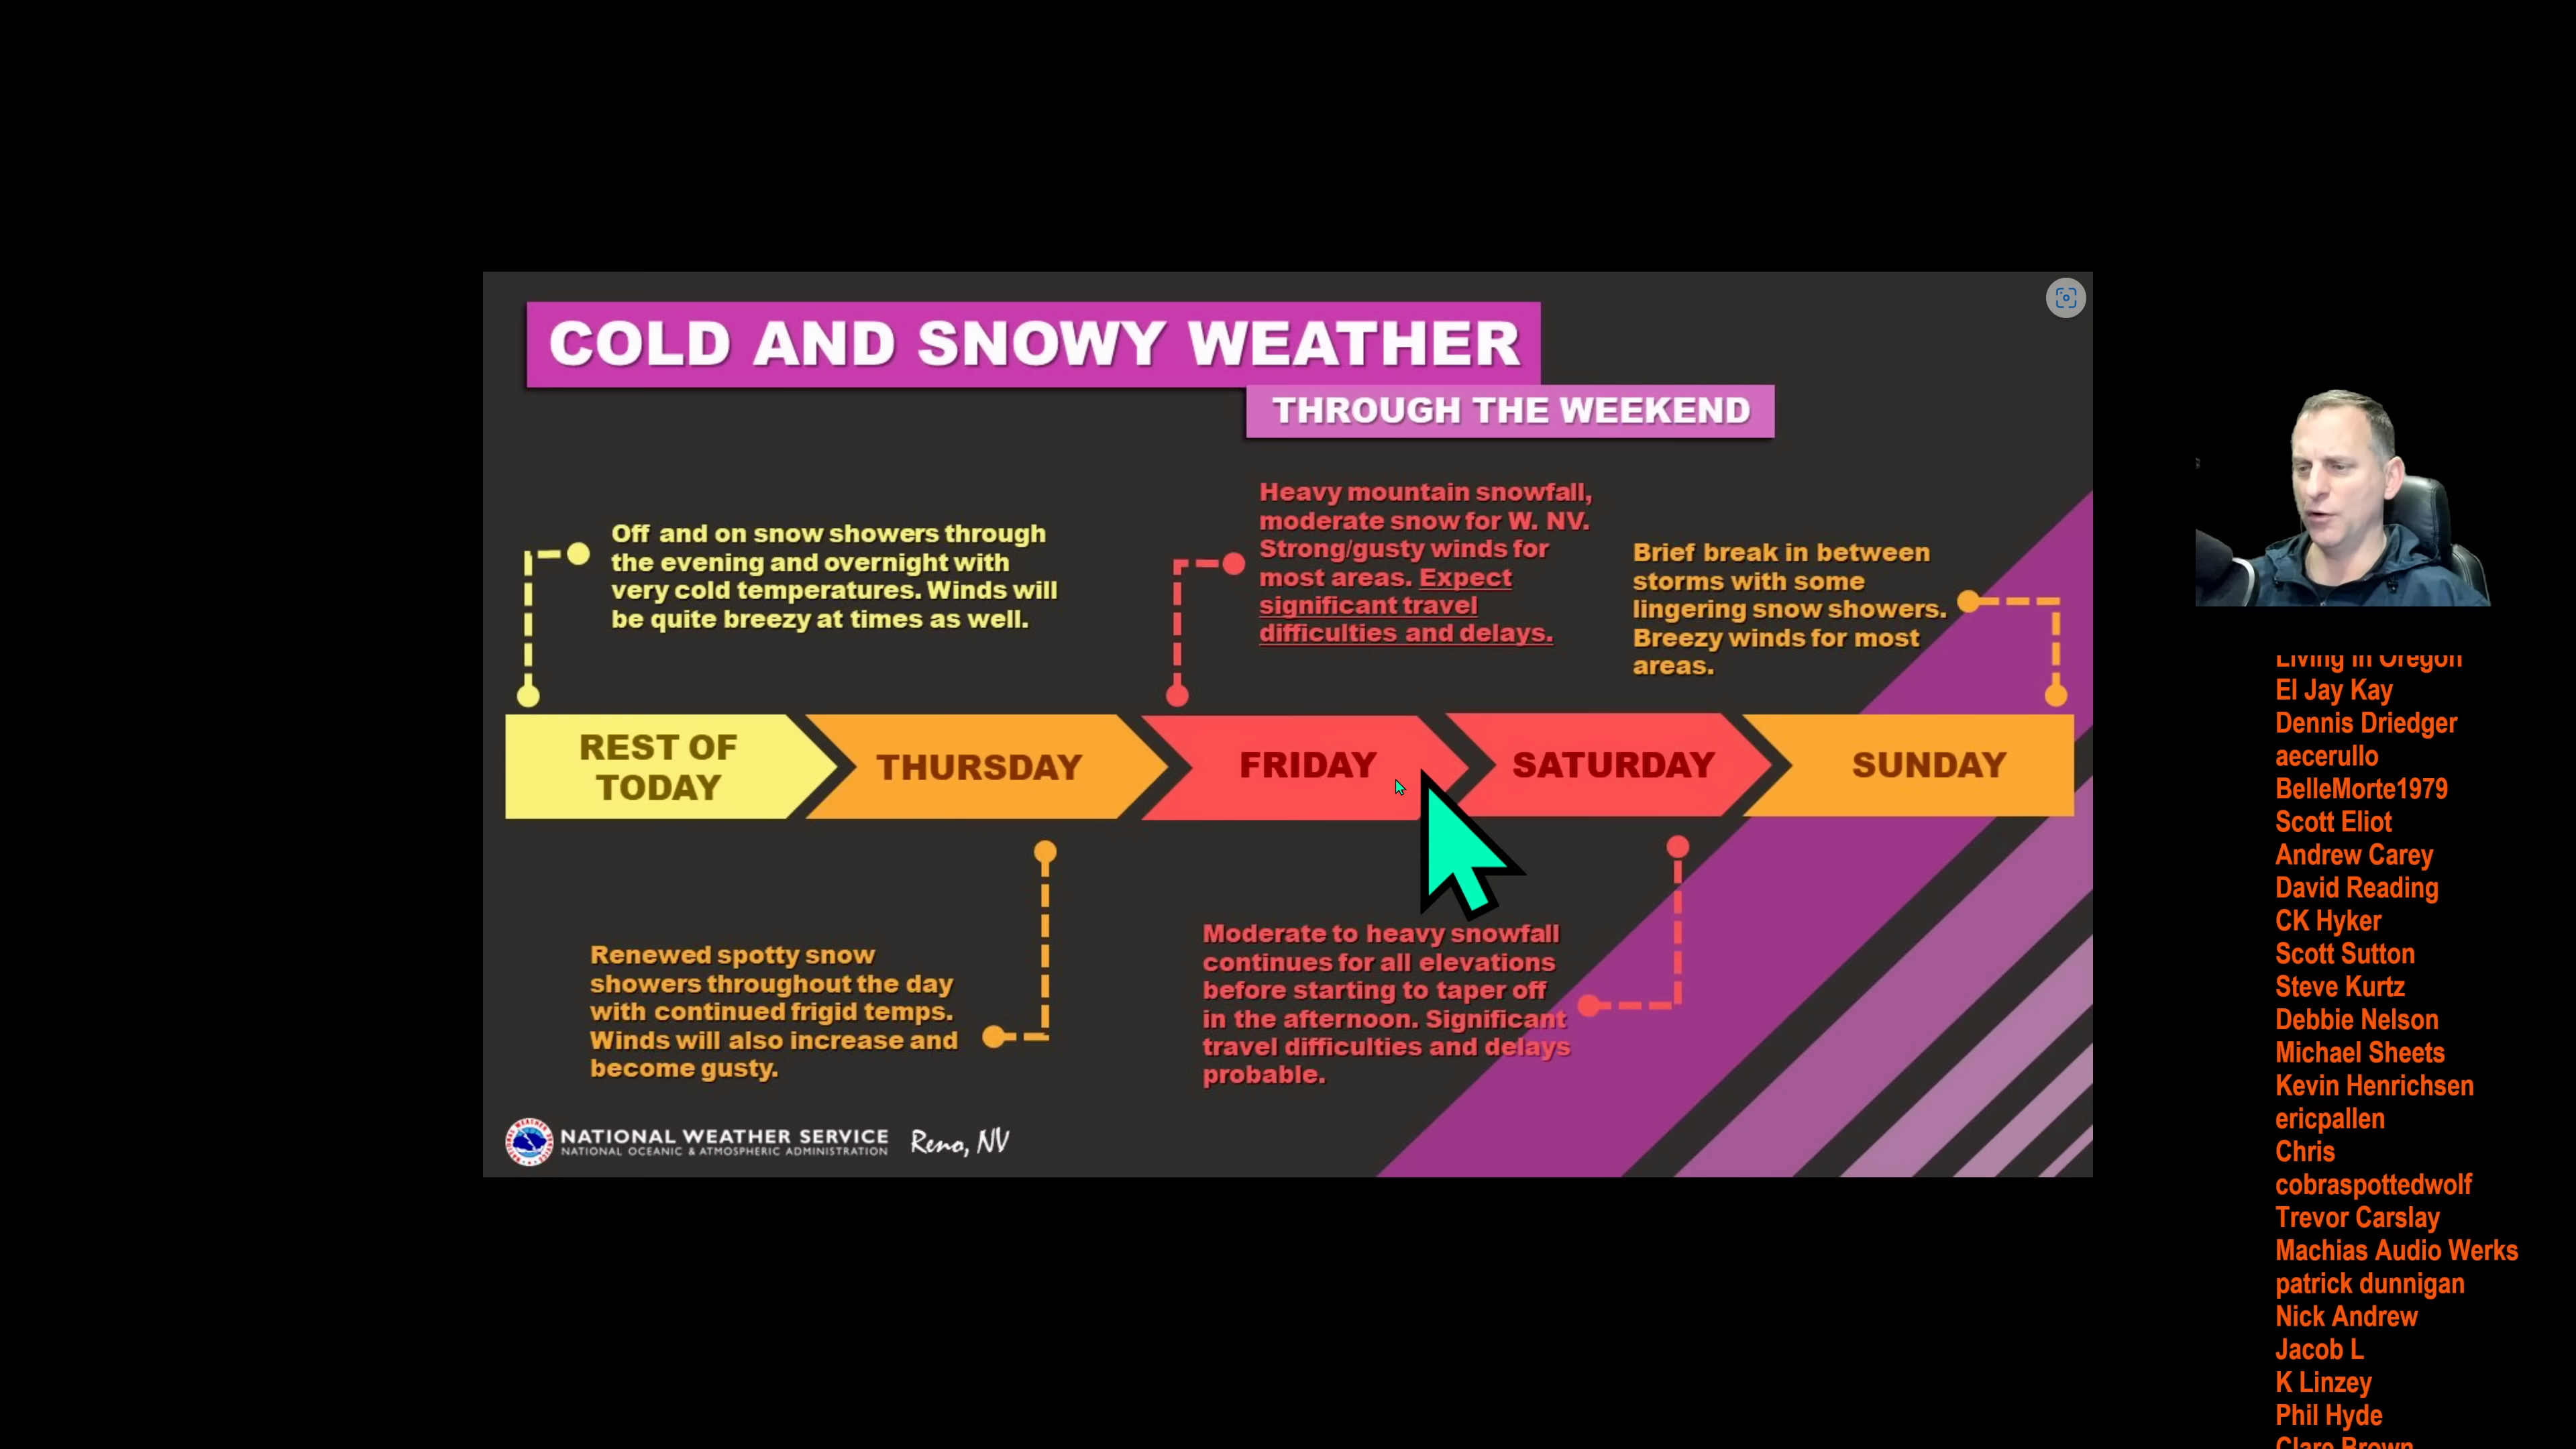 COLD AND SNOWY WEATHER
THROUGH THE WEEKEND
Off and on snow showers through
the evening and overnight with
very cold temperatures. Winds will
be quite breezy at times as well.
Heavy mountain snowfall,
moderate snow for W. NV.
Strong/gusty winds for
most areas. Expect
significant travel
difficulties and delays.
Brief break in between
storms with some
lingering snow showers.
Breezy winds for most
areas.
REST OF
TODAY
THURSDAY
FRIDAY
SATURDAY
SUNDAY
Renewed spotty snow
showers throughout the day
with continued frigid temps.
Winds will also increase and
become gusty.
Moderate to heavy snowfall
continues for all elevations
before starting to taper off
in the afternoon. Significant
travel difficulties and delays
probable.
NATIONAL WEATHER SERVICE
NATIONAL OCEANIC & ATMOSPHERIC ADMINISTRATION
Reno, NV
Living in Oregon
El Jay Kay
Dennis Driedger
aecerullo
BelleMorte1979
Scott Eliot
Andrew Carey
David Reading
CK Hyker
Scott Sutton
Steve Kurtz
Debbie Nelson
Michael Sheets
Kevin Henrichsen
ericpallen
Chris
cobraspottedwolf
Trevor Carslay
Machias Audio Werks
patrick dunnigan
Nick Andrew
Jacob L
K Linzey
Phil Hyde
Clare Brown